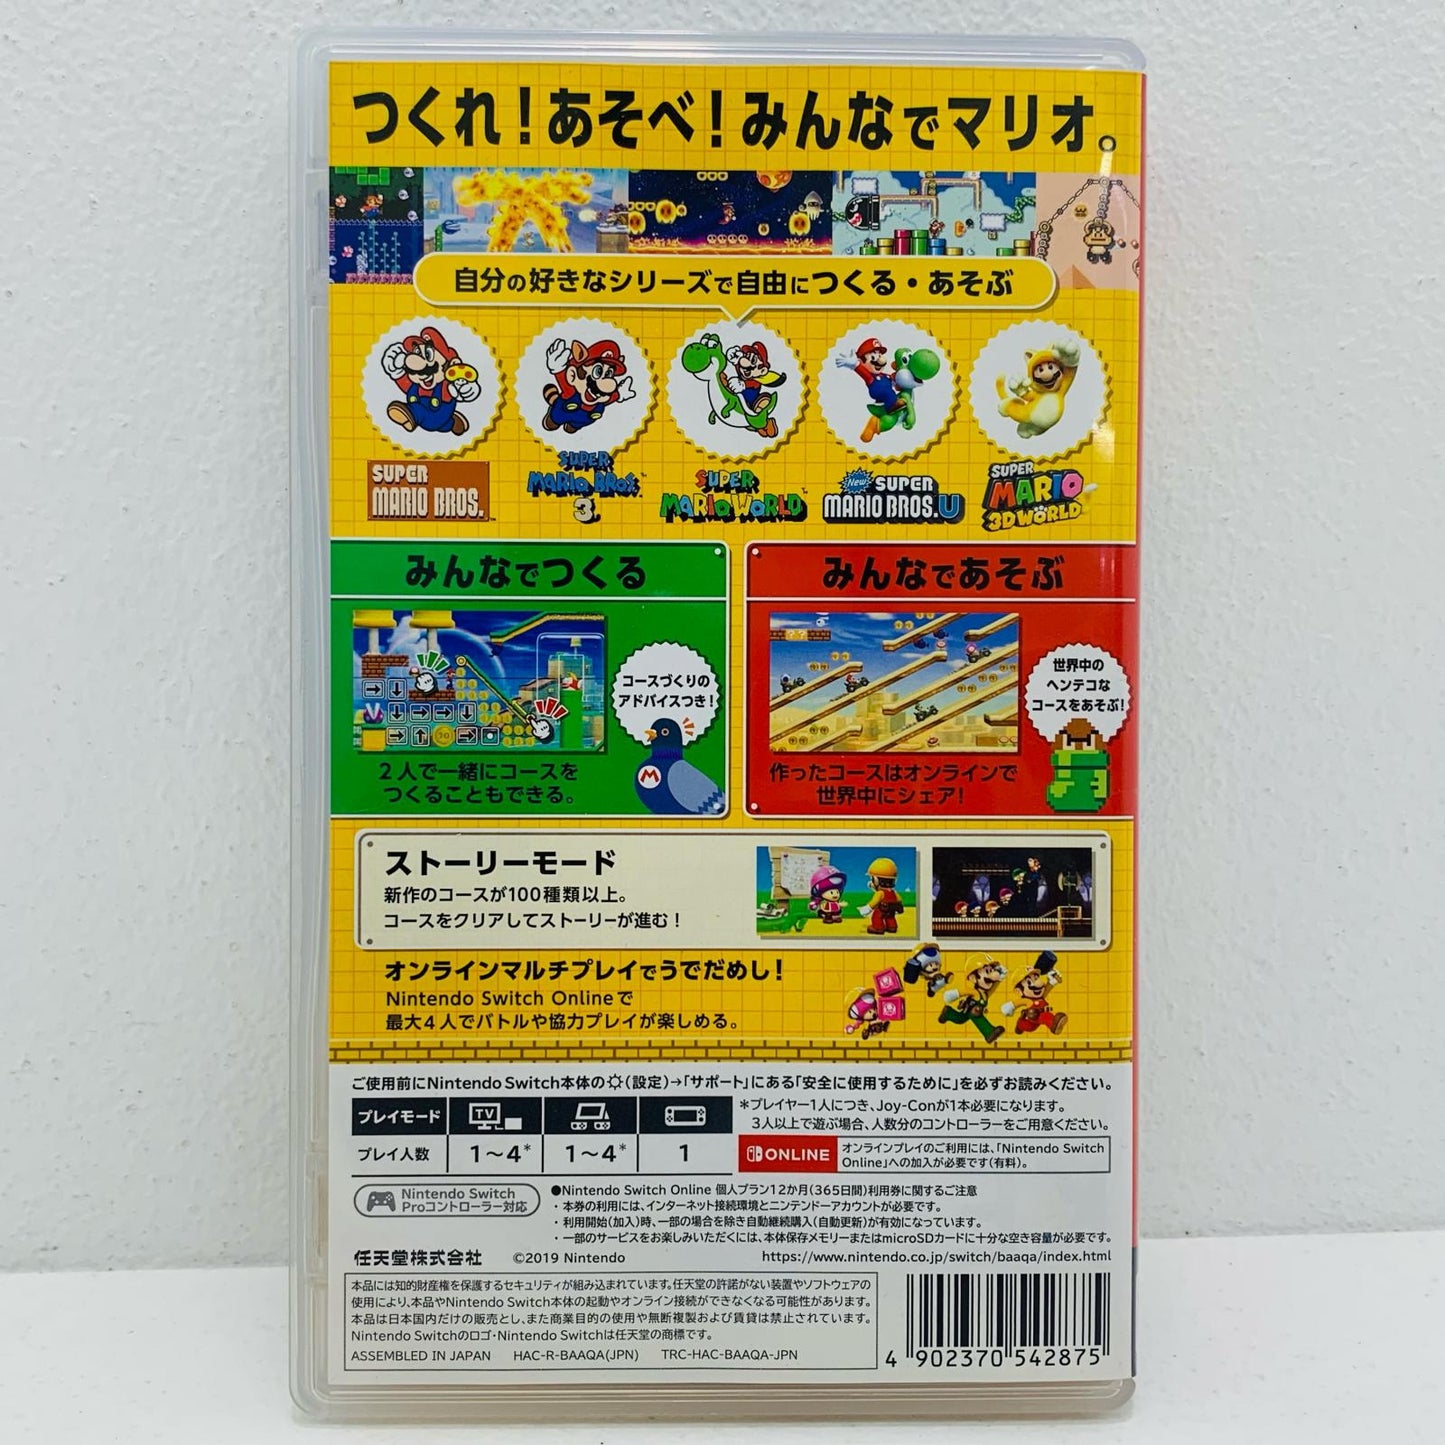 つくれ！あそべ！みんなでマリオ。
自分の好きなシリーズで自由につくる・あそぶ
SUPER MARIO BROS.
SUPER MARIO BROS. 3
SUPER MARIO WORLD
New SUPER MARIO BROS. U
SUPER MARIO 3D WORLD
みんなでつくる
コースづくりの
アドバイスつき！
2人で一緒にコースを
つくることもできる。
みんなであそぶ
世界中の
ヘンテコな
コースをあそぶ！
作ったコースはオンラインで
世界中にシェア！
ストーリーモード
新作のコースが100種類以上。
コースをクリアしてストーリーが進む！
オンラインマルチプレイでうでだめし！
Nintendo Switch Onlineで
最大4人でバトルや協力プレイが楽しめる。
ご使用前にNintendo Switch本体の(設定)→「サポート」にある「安全に使用するために」を必ずお読みください。
プレイモード TV
プレイ人数 1～4* 1～4* 1
*プレイヤー1人につき、Joy-Conが1本必要になります。
3人以上で遊ぶ場合、人数分のコントローラーをご用意ください。
ONLINE
オンラインプレイのご利用には、「Nintendo Switch
Online」への加入が必要です(有料)。
Nintendo Switch
Proコントローラー対応
●Nintendo Switch Online 個人プラン12か月(365日間)利用券に関するご注意
・本券の利用には、インターネット接続環境とニンテンドーアカウントが必要です。
・利用開始(加入)時、一部の場合を除き自動継続購入(自動更新)が有効になっています。
・一部のサービスをお楽しみいただくには、本体保存メモリーまたはmicroSDカードに十分な空き容量が必要です。
任天堂株式会社 ©2019 Nintendo https://www.nintendo.co.jp/switch/baaqa/index.html
本品には知的財産権を保護するセキュリティが組み込まれています。任天堂の許諾がない装置やソフトウェアの
使用により、本品やNintendo Switch本体の起動やオンライン接続ができなくなる可能性があります。
本品は日本国内だけの販売とし、また商業目的の使用や無断複製および賃貸は禁止されています。
Nintendo Switchのロゴ・Nintendo Switchは任天堂の商標です。
ASSEMBLED IN JAPAN HAC-R-BAAQA(JPN) TRC-HAC-BAAQA-JPN
4 902370 542875